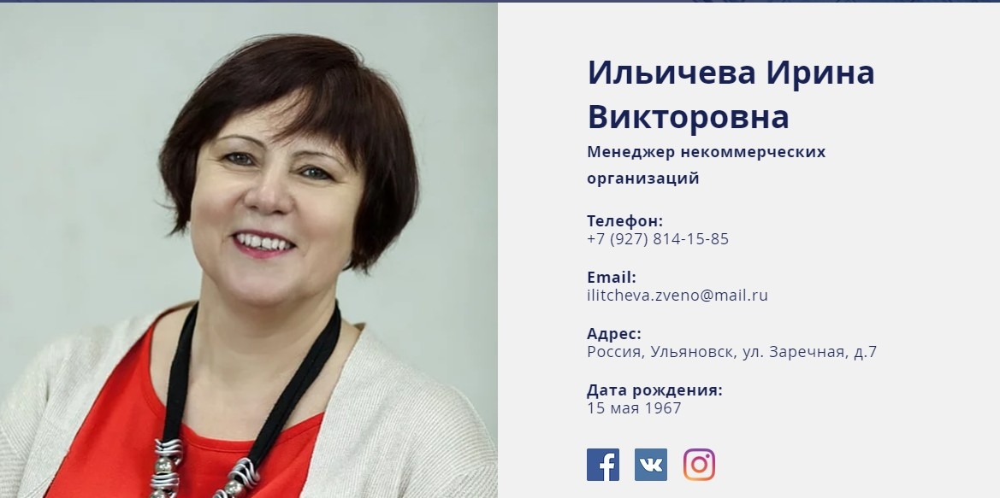 Ильичева Ирина
Викторовна
Менеджер некоммерческих
организаций
Телефон:
+7 (927) 814-15-85
Email:
ilitcheva.zveno@mail.ru
Адрес:
Россия, Ульяновск, ул. Заречная, д.7
Дата рождения:
15 мая 1967